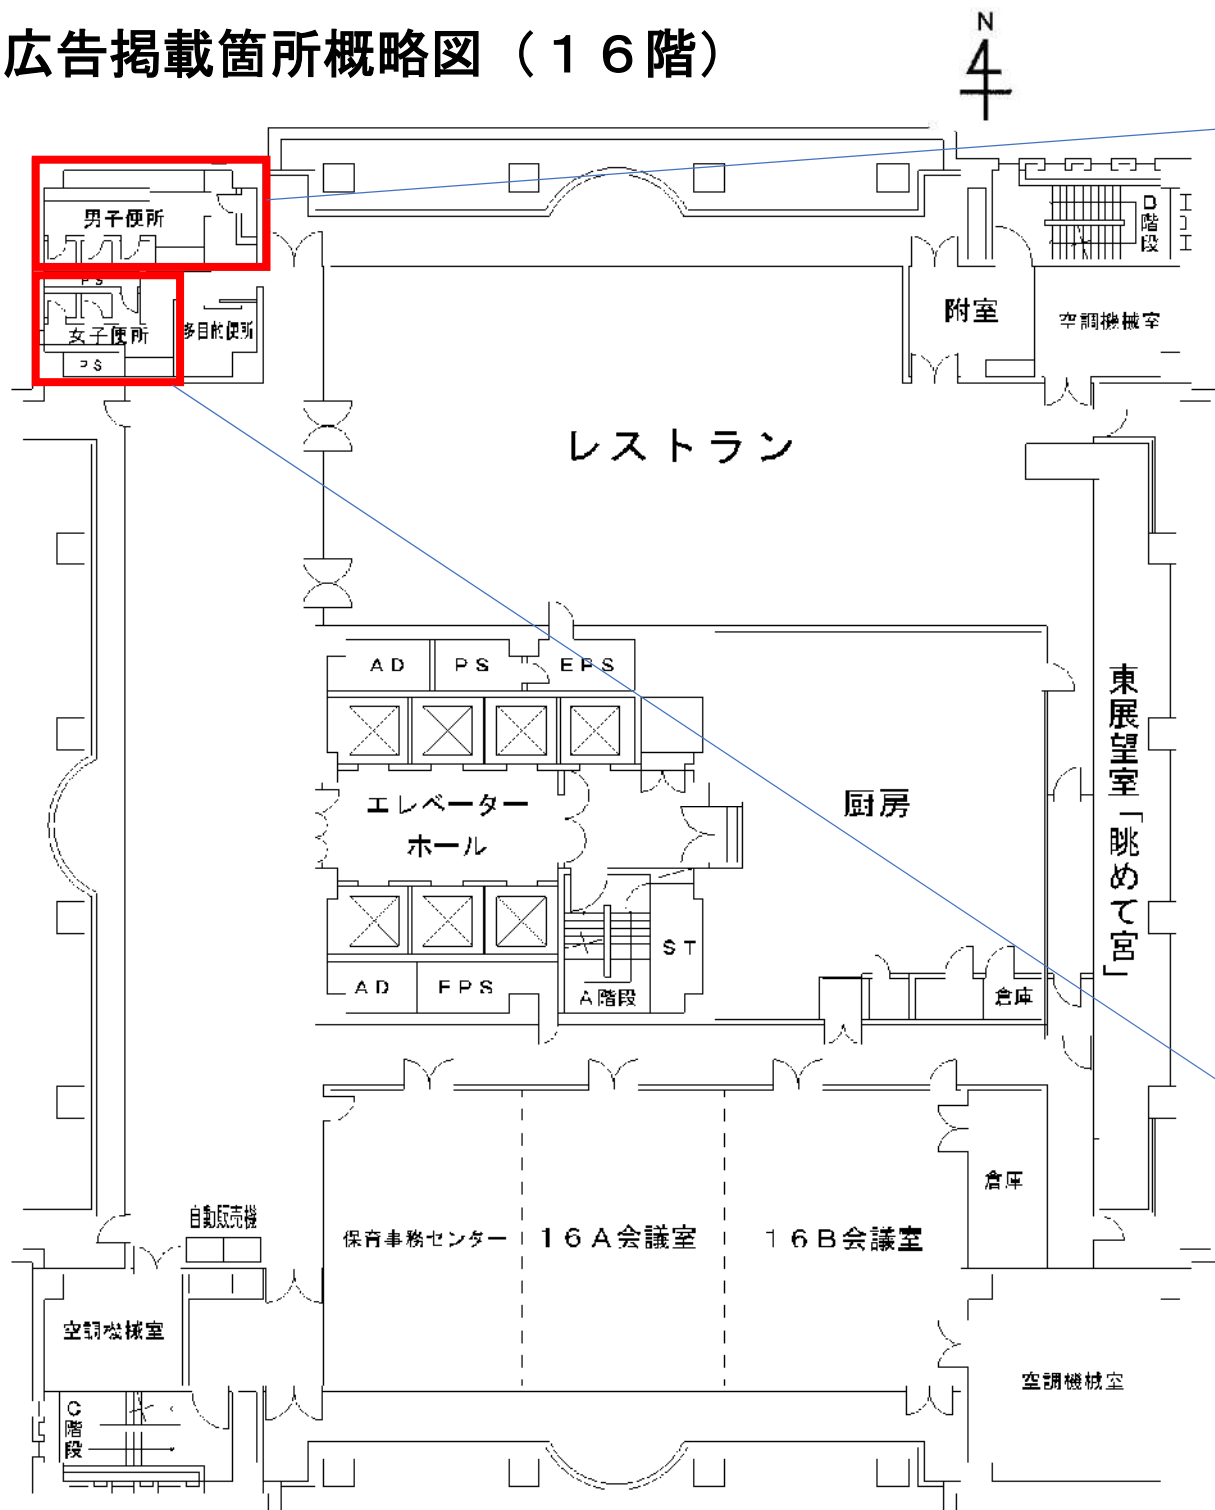 広告掲載箇所概略図（１６階）
N
男子便所
B階段
PS
女子便所
多目的便所
PS
附室
空調機械室
レストラン
AD
PS
EPS
東展望室「眺めて宮」
エレベーター
ホール
厨房
ST
AD
EPS
A階段
倉庫
倉庫
自動販売機
保育事務センター
１６A会議室
１６B会議室
空調機械室
空調機械室
C階段